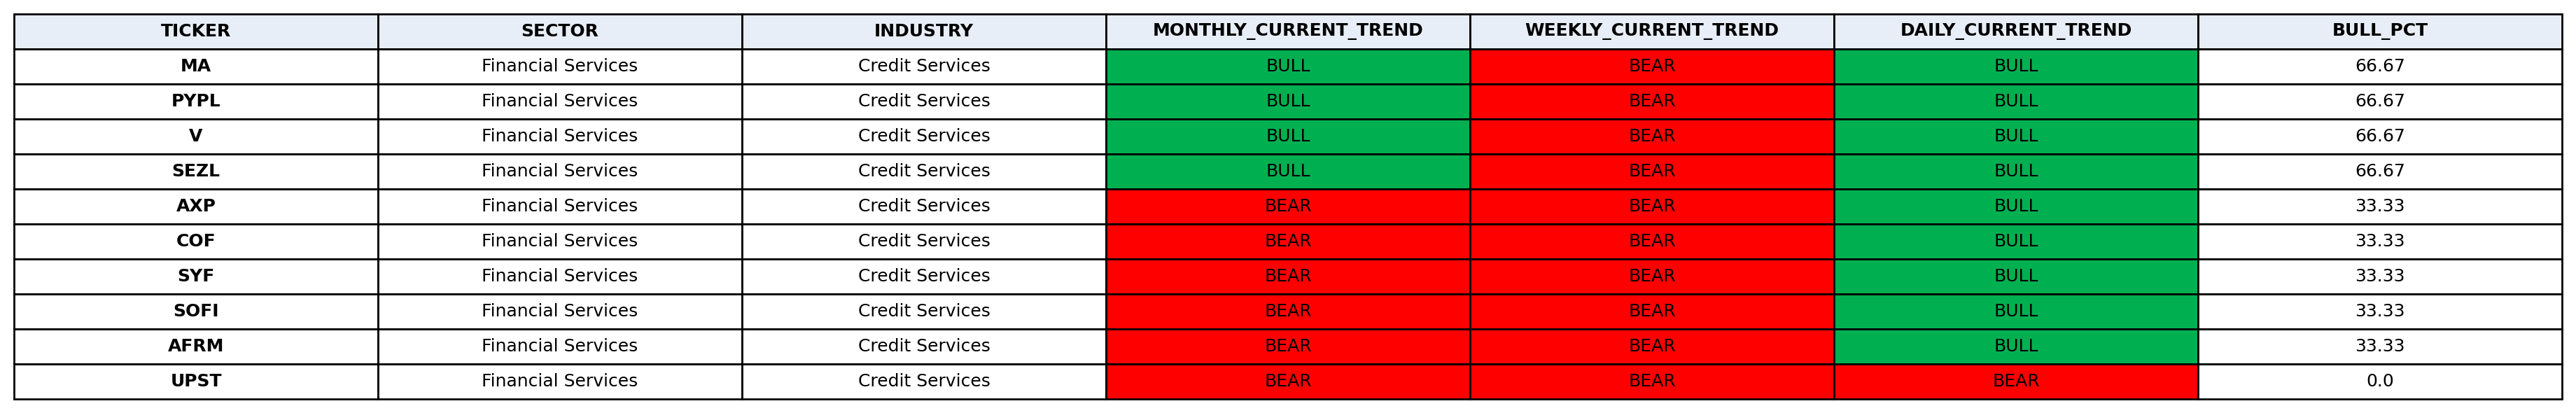 TICKER SECTOR INDUSTRY MONTHLY_CURRENT_TREND WEEKLY_CURRENT_TREND DAILY_CURRENT_TREND BULL_PCT
MA Financial Services Credit Services BULL BEAR BULL 66.67
PYPL Financial Services Credit Services BULL BEAR BULL 66.67
V Financial Services Credit Services BULL BEAR BULL 66.67
SEZL Financial Services Credit Services BULL BEAR BULL 66.67
AXP Financial Services Credit Services BEAR BEAR BULL 33.33
COF Financial Services Credit Services BEAR BEAR BULL 33.33
SYF Financial Services Credit Services BEAR BEAR BULL 33.33
SOFI Financial Services Credit Services BEAR BEAR BULL 33.33
AFRM Financial Services Credit Services BEAR BEAR BULL 33.33
UPST Financial Services Credit Services BEAR BEAR BEAR 0.0